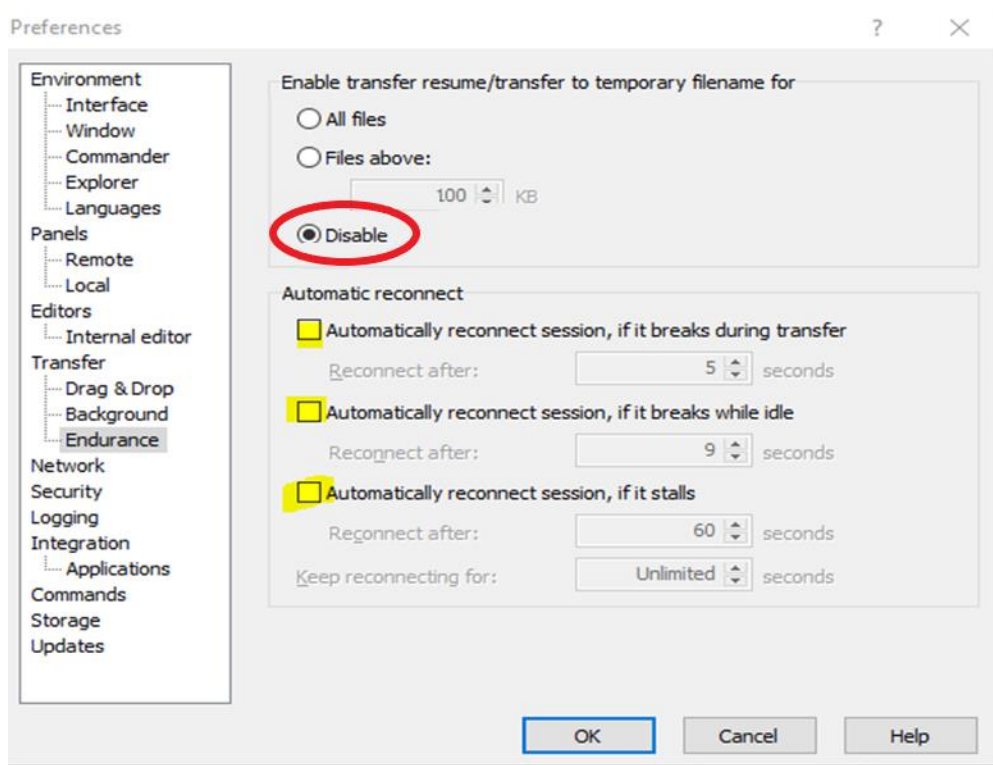 Preferences
?
Environment
Interface
Window
Commander
Explorer
Languages
Panels
Remote
Local
Editors
Internal editor
Transfer
Drag & Drop
Background
Endurance
Network
Security
Logging
Integration
Applications
Commands
Storage
Updates
Enable transfer resume/transfer to temporary filename for
All files
Files above:
100 KB
Disable
Automatic reconnect
Automatically reconnect session, if it breaks during transfer
Reconnect after: 5 seconds
Automatically reconnect session, if it breaks while idle
Reconnect after: 9 seconds
Automatically reconnect session, if it stalls
Reconnect after: 60 seconds
Keep reconnecting for: Unlimited seconds
OK Cancel Help